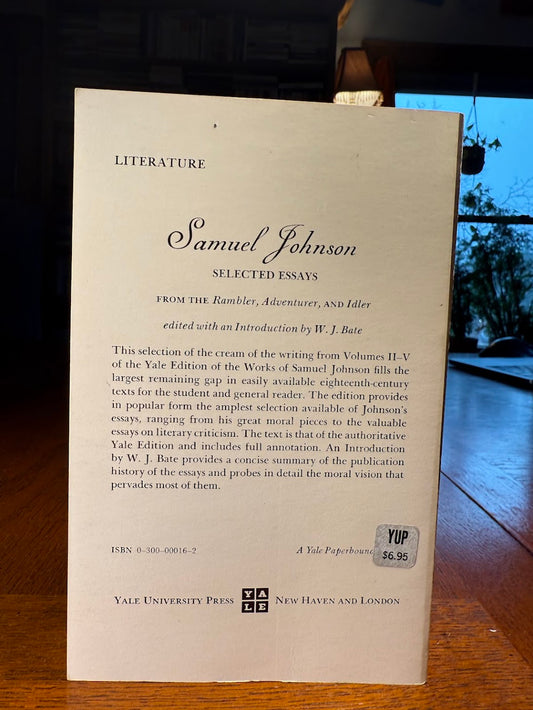 LITERATURE
Samuel Johnson
SELECTED ESSAYS
FROM THE Rambler, Adventurer, AND Idler
edited with an Introduction by W. J. Bate
This selection of the cream of the writing from Volumes II–V
of the Yale Edition of the Works of Samuel Johnson fills the
largest remaining gap in easily available eighteenth-century
texts for the student and general reader. The edition provides
in popular form the amplest selection available of Johnson's
essays, ranging from his great moral pieces to the valuable
essays on literary criticism. The text is that of the authoritative
Yale Edition and includes full annotation. An Introduction
by W. J. Bate provides a concise summary of the publication
history of the essays and probes in detail the moral vision that
pervades most of them.
ISBN 0-300-00016-2
A Yale Paperbound
YUP
$6.95
YALE UNIVERSITY PRESS YALE NEW HAVEN AND LONDON